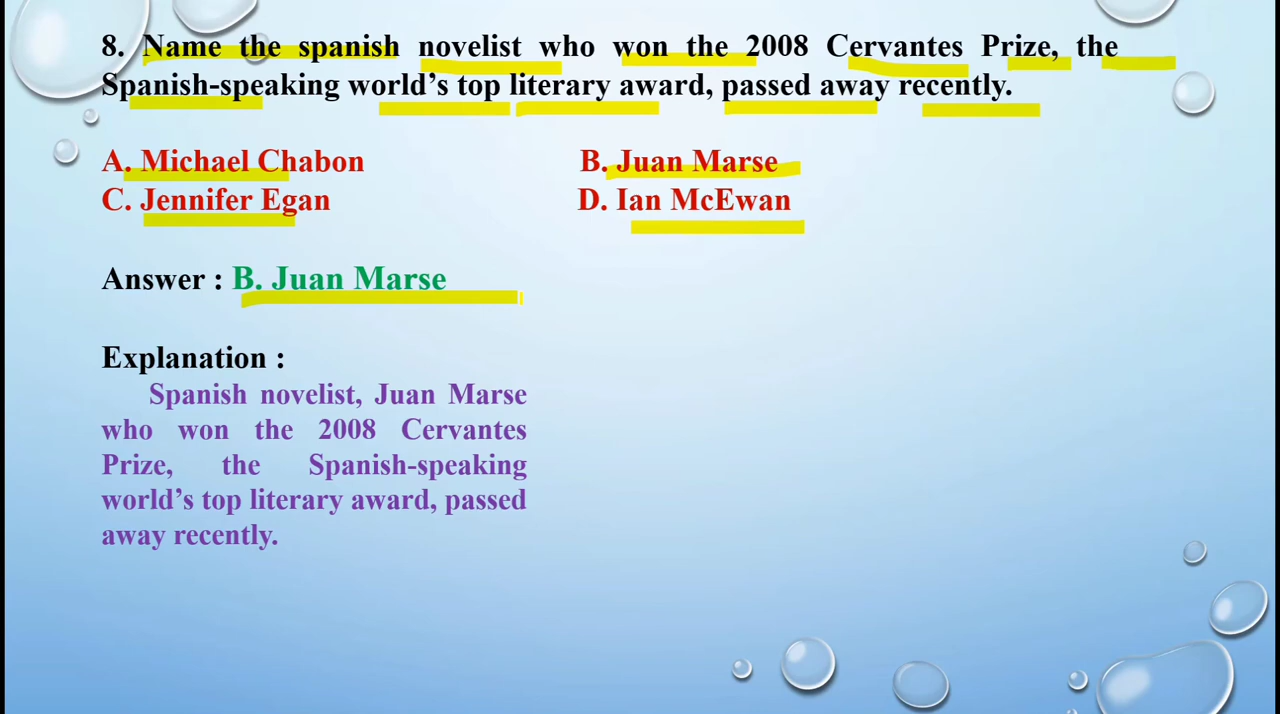 8. Name the spanish novelist who won the 2008 Cervantes Prize, the
Spanish-speaking world’s top literary award, passed away recently.
A. Michael Chabon B. Juan Marse
C. Jennifer Egan D. Ian McEwan
Answer : B. Juan Marse
Explanation :
Spanish novelist, Juan Marse
who won the 2008 Cervantes
Prize, the Spanish-speaking
world’s top literary award, passed
away recently.